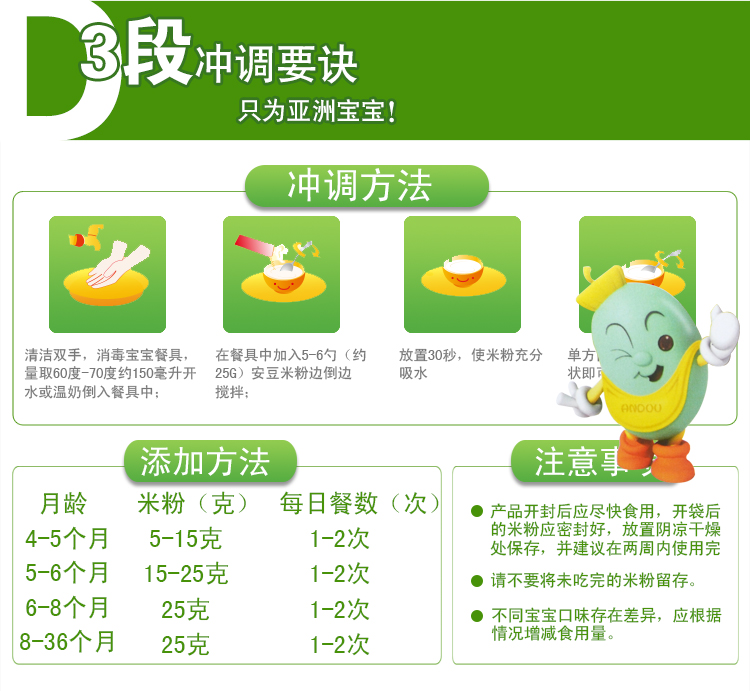 3段冲调要诀
只为亚洲宝宝!
冲调方法
清洁双手，消毒宝宝餐具，
量取60度-70度约150毫升开
水或温奶倒入餐具中；
在餐具中加入5-6勺（约
25G）安豆米粉边倒边
搅拌；
放置30秒，使米粉充分
吸水
单方
状即可
添加方法
月龄 米粉（克） 每日餐数（次）
4-5个月 5-15克 1-2次
5-6个月 15-25克 1-2次
6-8个月 25克 1-2次
8-36个月 25克 1-2次
注意事
● 产品开封后应尽快食用，开袋后
的米粉应密封好，放置阴凉干燥
处保存，并建议在两周内使用完
● 请不要将未吃完的米粉留存。
● 不同宝宝口味存在差异，应根据
情况增减食用量。